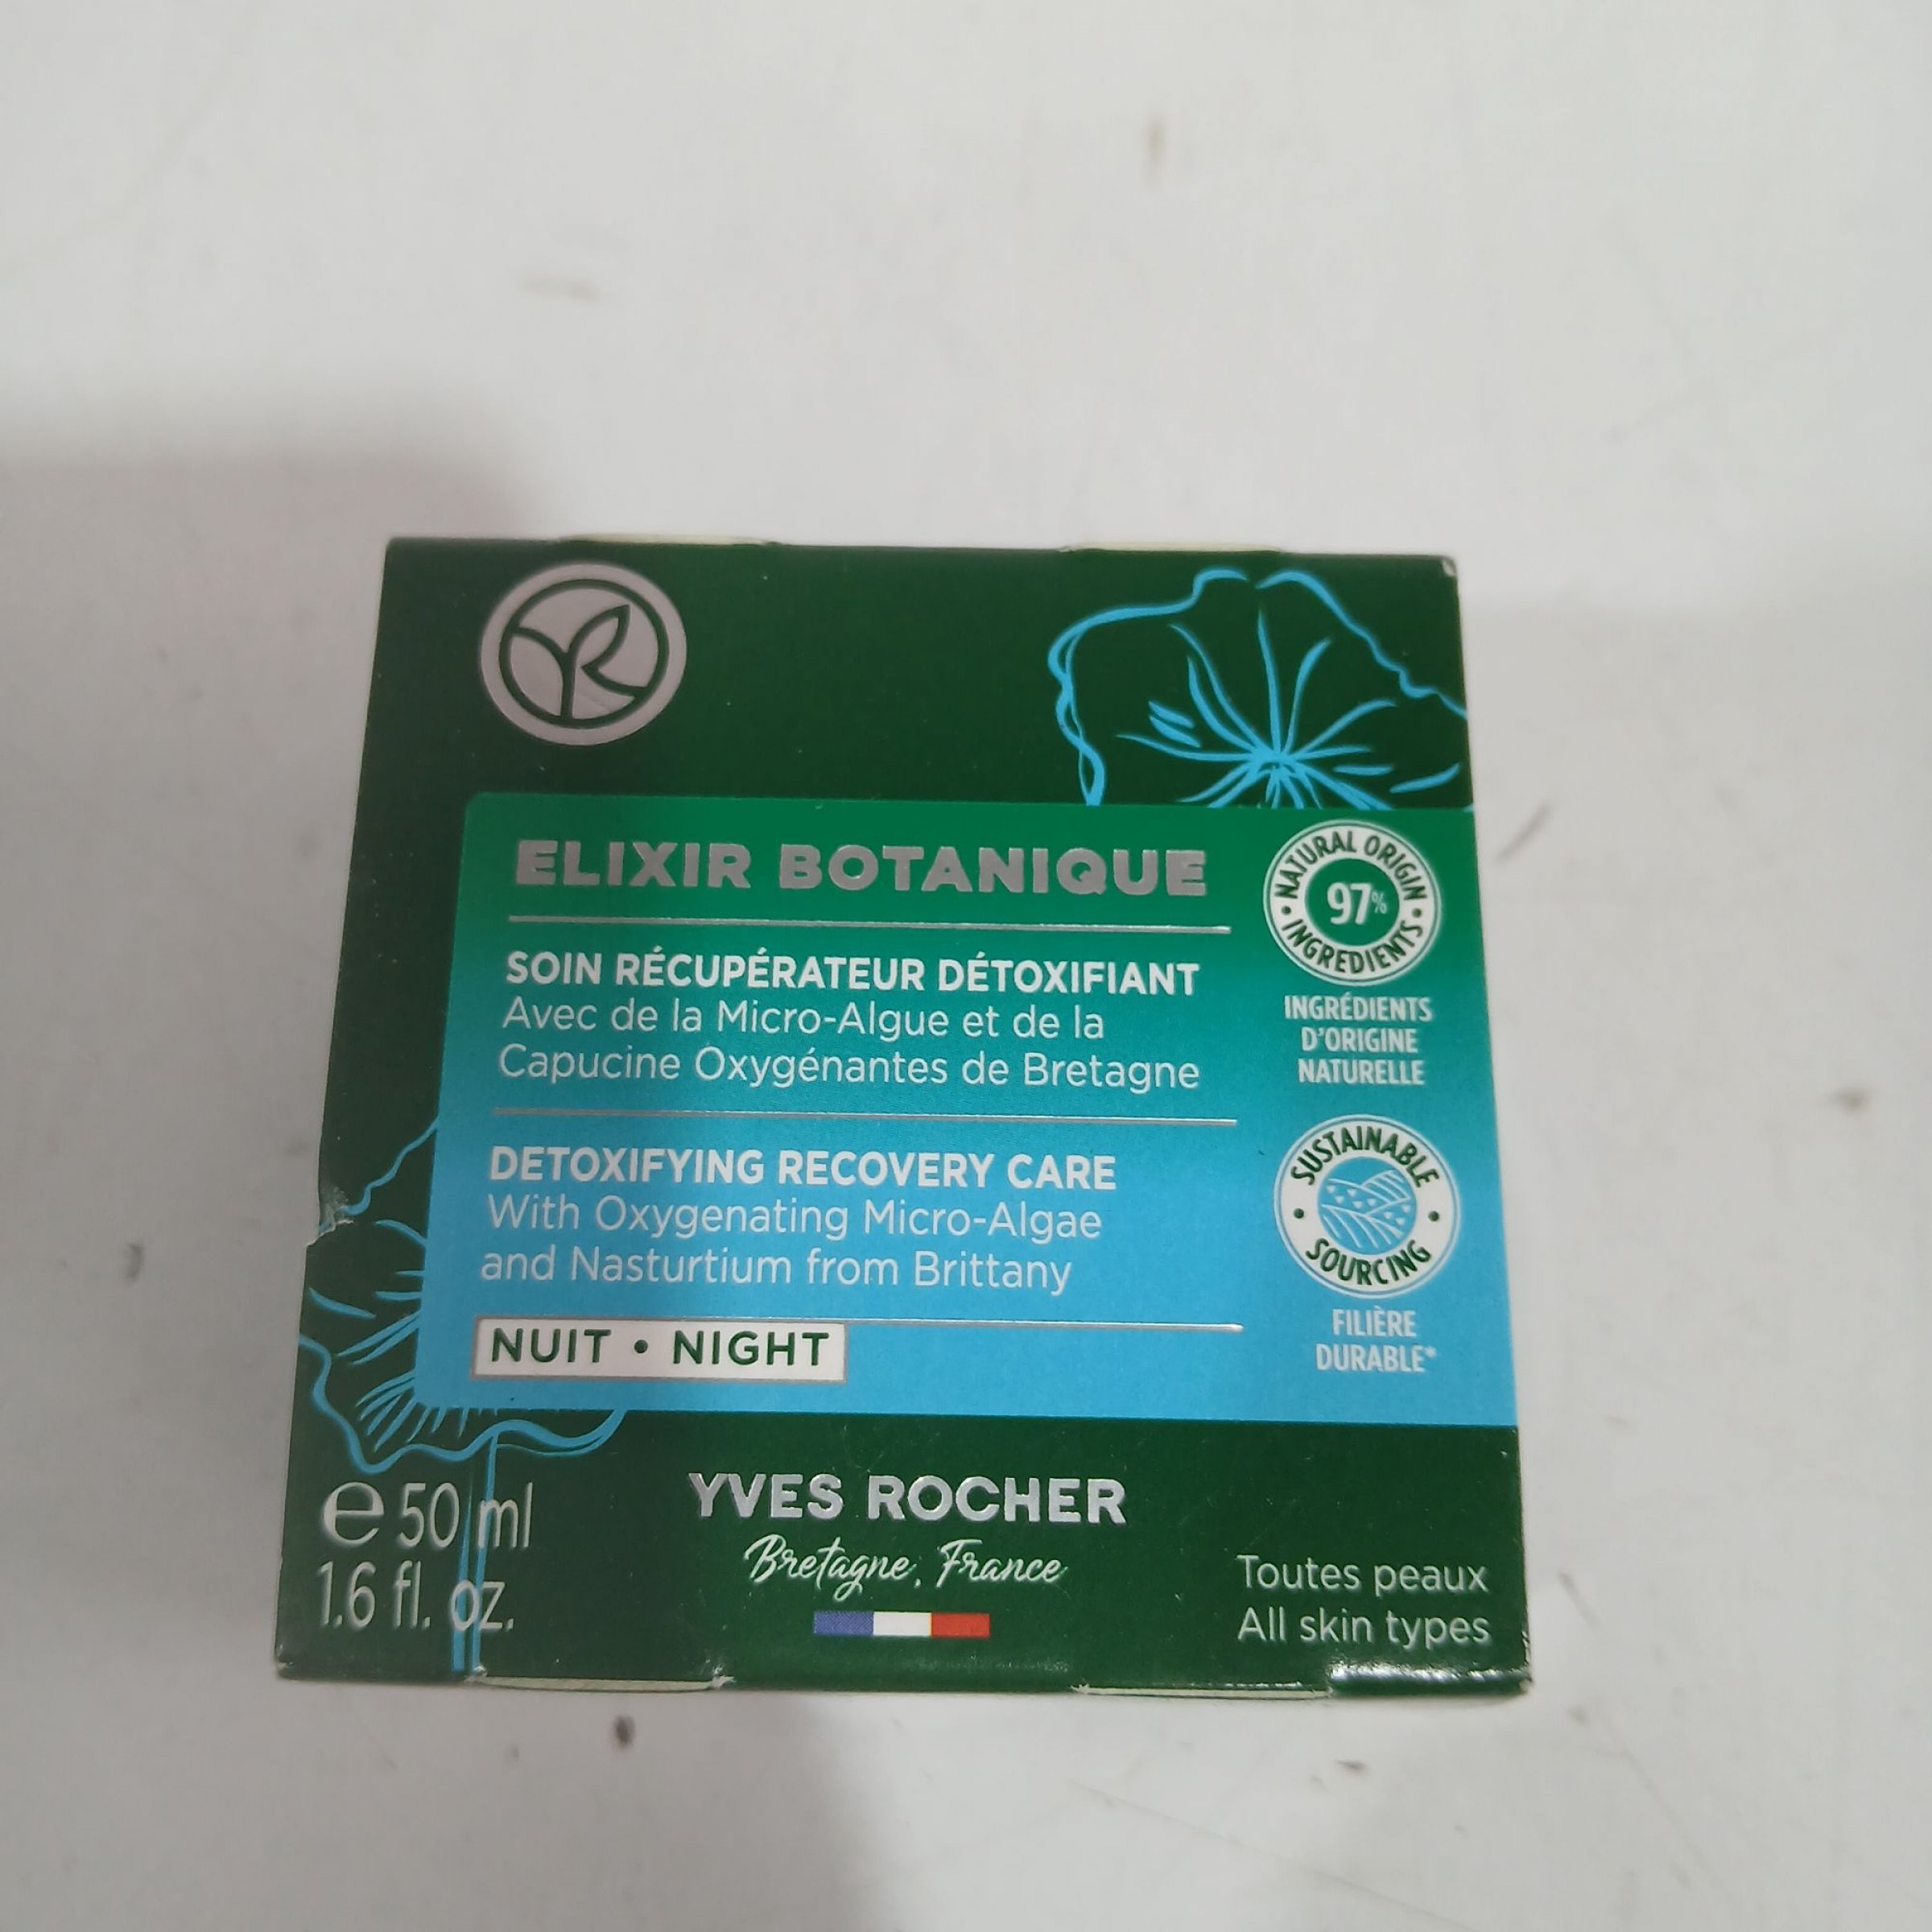 ELIXIR BOTANIQUE
SOIN RÉCUPÉRATEUR DÉTOXIFIANT
Avec de la Micro-Algue et de la
Capucine Oxygénantes de Bretagne
DETOXIFYING RECOVERY CARE
With Oxygenating Micro-Algae
and Nasturtium from Brittany
NUIT • NIGHT
NATURAL ORIGIN
97%
INGREDIENTS
INGRÉDIENTS
D'ORIGINE
NATURELLE
SUSTAINABLE
SOURCING
FILIÈRE
DURABLE*
e 50 ml
1.6 fl. oz.
YVES ROCHER
Bretagne, France
Toutes peaux
All skin types